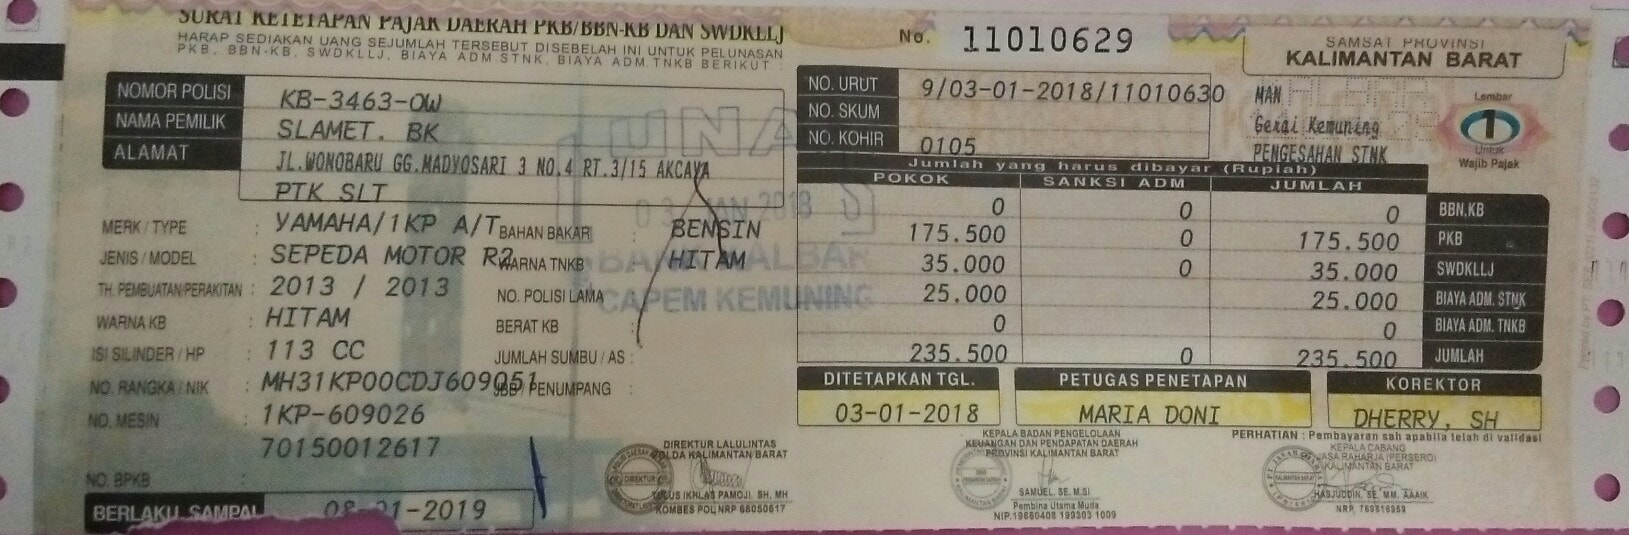 SURAT KETETAPAN PAJAK DAERAH PKB/BBN-KB DAN SWDKLLJ
HARAP SEDIAKAN UANG SEJUMLAH TERSEBUT DISEBELAH INI UNTUK PELUNASAN
PKB, BBN-KB, SWDKLLJ, BIAYA ADM.STNK, BIAYA ADM.TNKB BERIKUT :
No. 11010629
SAMSAT PROVINSI
KALIMANTAN BARAT
NOMOR POLISI KB-3463-OW
NAMA PEMILIK SLAMET. BK
ALAMAT JL.WONOBARU GG.MADYOSARI 3 NO.4 RT.3/15 AKCAYA
PTK SLT
NO. URUT 9/03-01-2018/11010630
NO. SKUM
NO. KOHIR 0105
MAN
Gerai Kemuning
PENGESAHAN STNK
Lembar
1
Untuk
Wajib Pajak
MERK / TYPE : YAMAHA/1KP A/T
JENIS / MODEL : SEPEDA MOTOR R2
TH. PEMBUATAN/PERAKITAN : 2013 / 2013
WARNA KB : HITAM
ISI SILINDER / HP : 113 CC
NO. RANGKA / NIK : MH31KP00CDJ609051
NO. MESIN : 1KP-609026
70150012617
NO. BPKB
BERLAKU SAMPAI 08-01-2019
BAHAN BAKAR : BENSIN
WARNA TNKB : HITAM
NO. POLISI LAMA
BERAT KB :
JUMLAH SUMBU / AS :
JBB / PENUMPANG :
03 JAN 2018
BANK KALBAR
CAPEM KEMUNING
Jumlah yang harus dibayar (Rupiah)
POKOK SANKSI ADM JUMLAH
0 0 0 BBN.KB
175.500 0 175.500 PKB
35.000 0 35.000 SWDKLLJ
25.000 25.000 BIAYA ADM. STNK
0 0 BIAYA ADM. TNKB
235.500 0 235.500 JUMLAH
DITETAPKAN TGL. PETUGAS PENETAPAN KOREKTOR
03-01-2018 MARIA DONI DHERRY, SH
PERHATIAN : Pembayaran sah apabila telah di validasi
DIREKTUR LALULINTAS
POLDA KALIMANTAN BARAT
IKHLAS PAMOJI, SH, MH
KOMBES POL NRP 66050617
KEPALA BADAN PENGELOLAAN
KEUANGAN DAN PENDAPATAN DAERAH
PROVINSI KALIMANTAN BARAT
SAMUEL, SE, M.SI
Pembina Utama Muda
NIP.19660408 199303 1009
KEPALA CABANG
JASA RAHARJA (PERSERO)
KALIMANTAN BARAT
HASJUDDIN, SE, MM, AAAIK